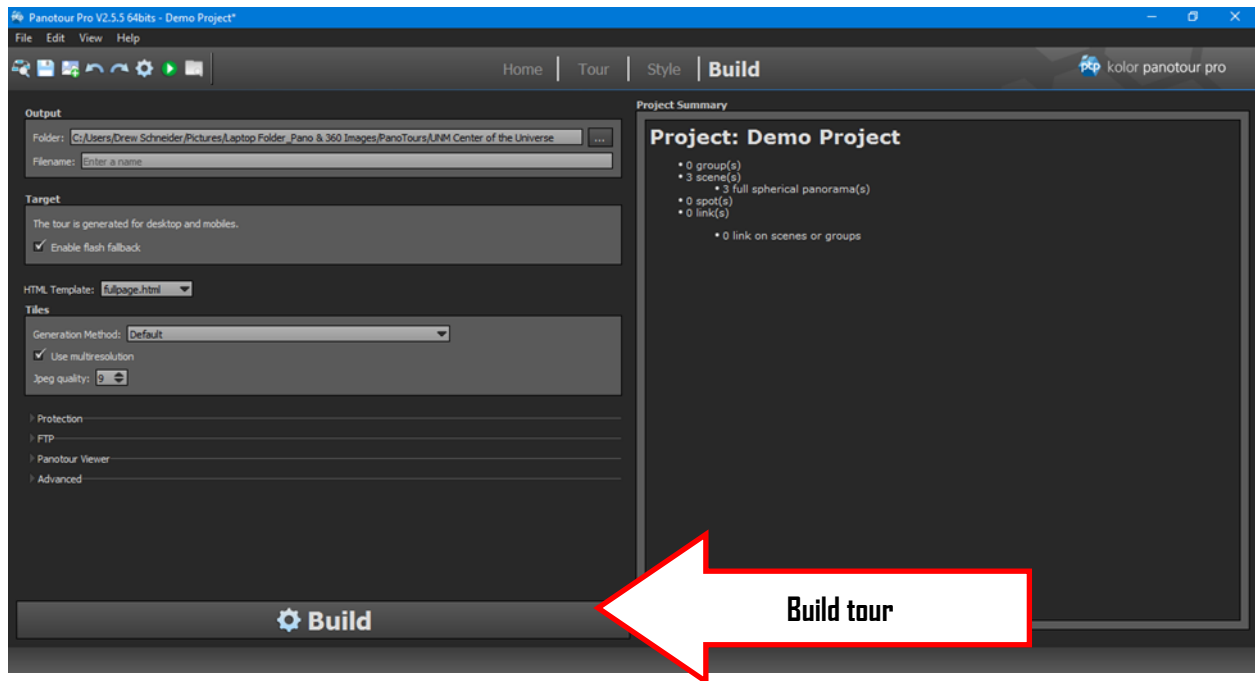 Panotour Pro V2.5.5 64bits - Demo Project*
File Edit View Help
Home Tour Style Build
ptp kolor panotour pro
Output
Folder: C:/Users/Drew Schneider/Pictures/Laptop Folder_Pano & 360 Images/PanoTours/UNM Center of the Universe ...
Filename: Enter a name
Target
The tour is generated for desktop and mobiles.
Enable flash fallback
HTML Template: fullpage.html
Tiles
Generation Method: Default
Use multiresolution
Jpeg quality: 9
Protection
FTP
Panotour Viewer
Advanced
Build
Project Summary
Project: Demo Project
• 0 group(s)
• 3 scene(s)
• 3 full spherical panorama(s)
• 0 spot(s)
• 0 link(s)
• 0 link on scenes or groups
Build tour